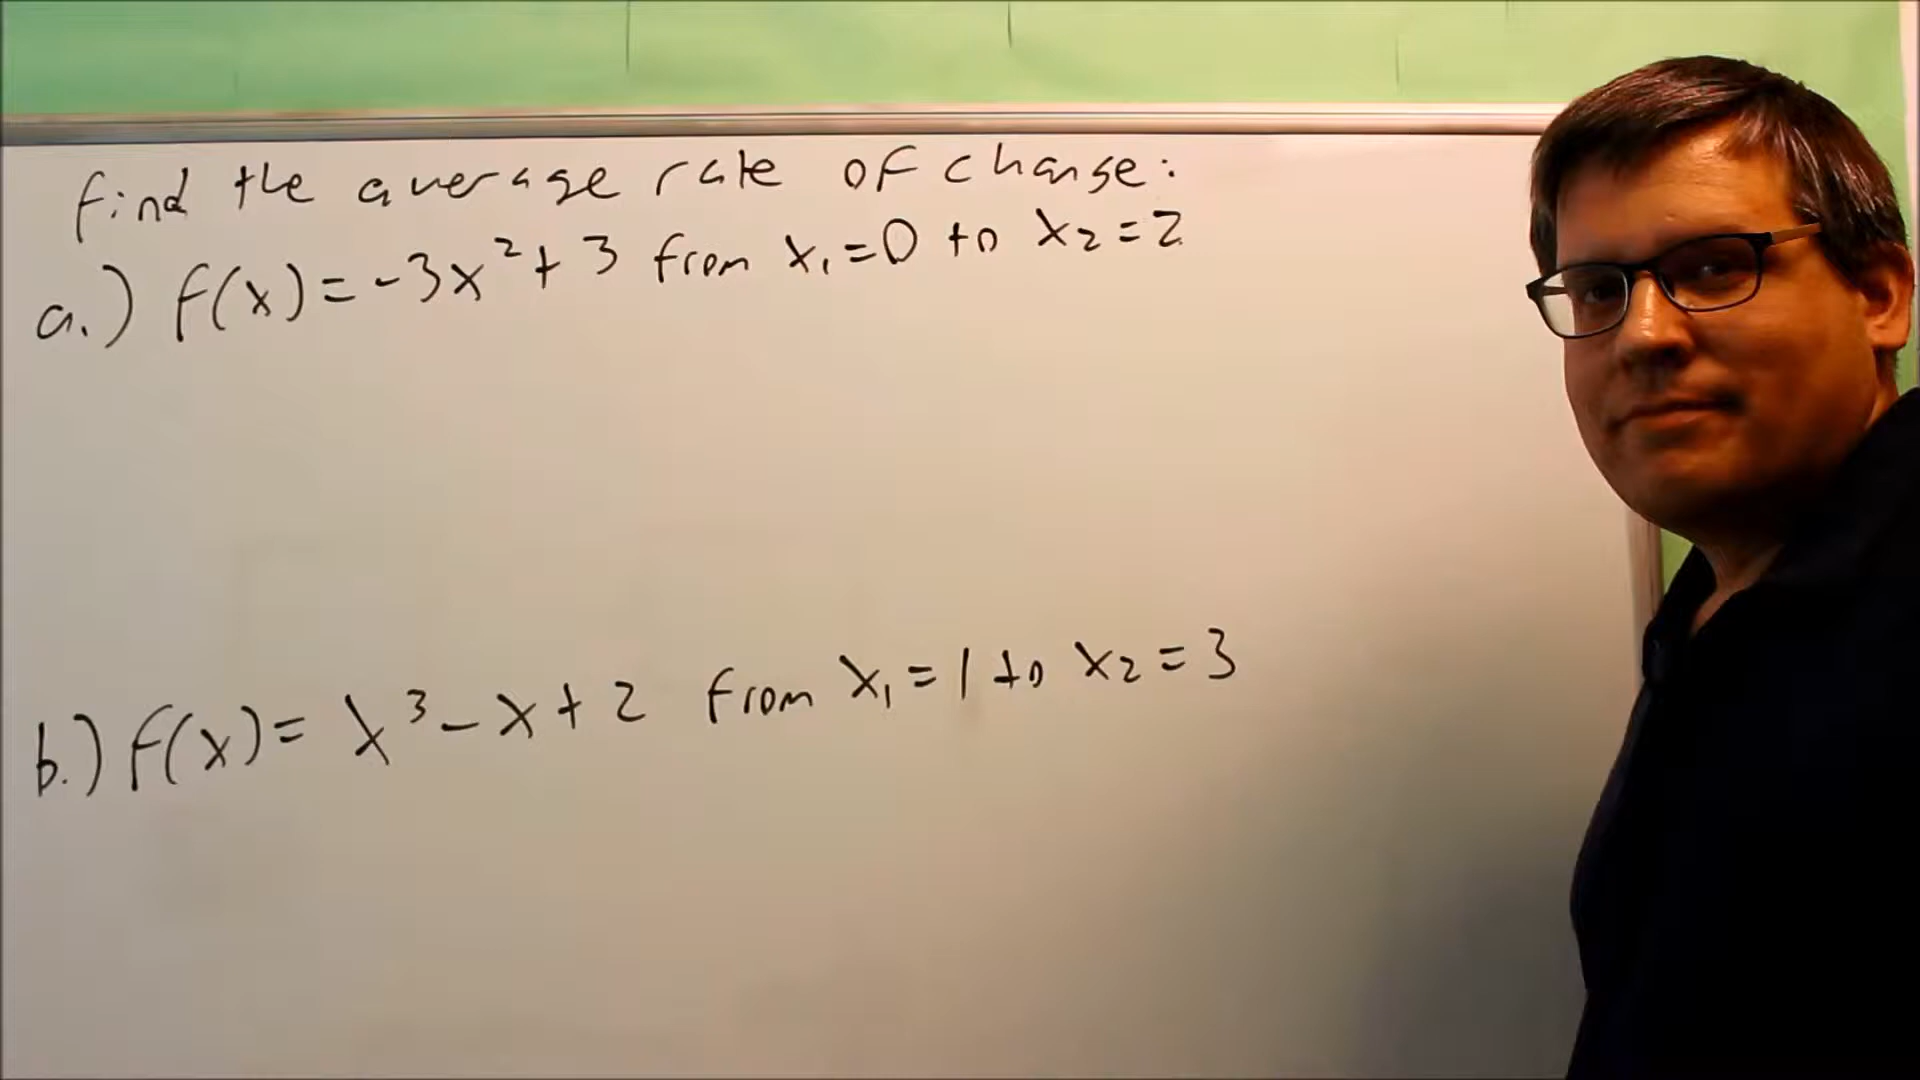 find the average rate of change:
a.) f(x) = -3x² + 3 from x₁ = 0 to x₂ = 2
b.) f(x) = x³ - x + 2 from x₁ = 1 to x₂ = 3